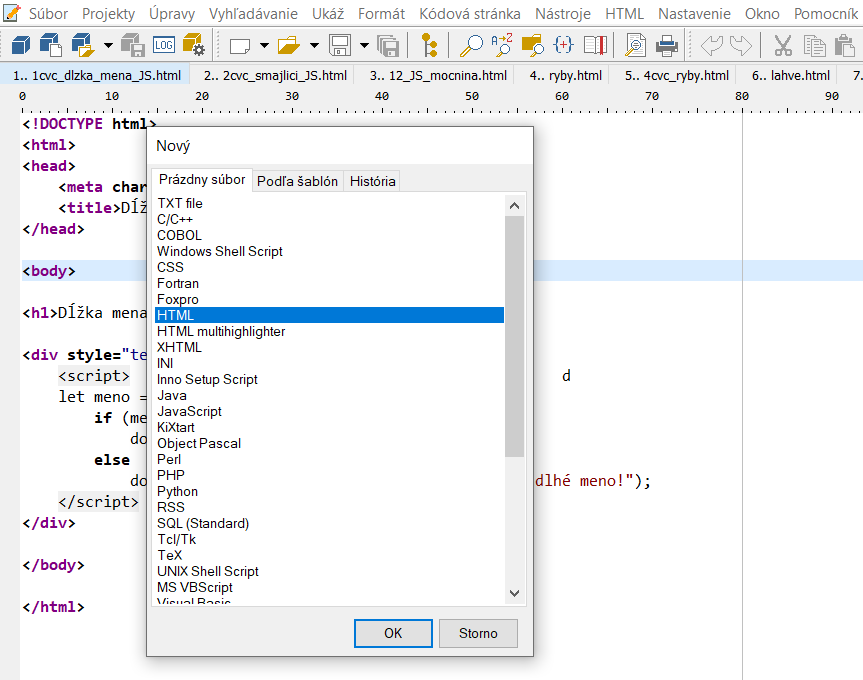 Súbor Projekty Úpravy Vyhľadávanie Ukáž Formát Kódová stránka Nástroje HTML Nastavenie Okno Pomocník
LOG A Z 2 {+}
1.. 1cvc_dlzka_mena_JS.html 2.. 2cvc_smajlici_JS.html 3.. 12_JS_mocnina.html 4.. ryby.html 5.. 4cvc_ryby.html 6.. lahve.html 7..
0 10 20 30 40 50 60 70 80 90
<!DOCTYPE html>
<html>
<head>
<meta char
<title>Dĺž
</head>
<body>
<h1>Dĺžka mena
<div style="te
<script> d
let meno =
if (me
do
else
do dlhé meno!");
</script>
</div>
</body>
</html>
Nový
Prázdny súbor Podľa šablón História
TXT file
C/C++
COBOL
Windows Shell Script
CSS
Fortran
Foxpro
HTML
HTML multihighlighter
XHTML
INI
Inno Setup Script
Java
JavaScript
KiXtart
Object Pascal
Perl
PHP
Python
RSS
SQL (Standard)
Tcl/Tk
TeX
UNIX Shell Script
MS VBScript
Visual Basic
OK Storno